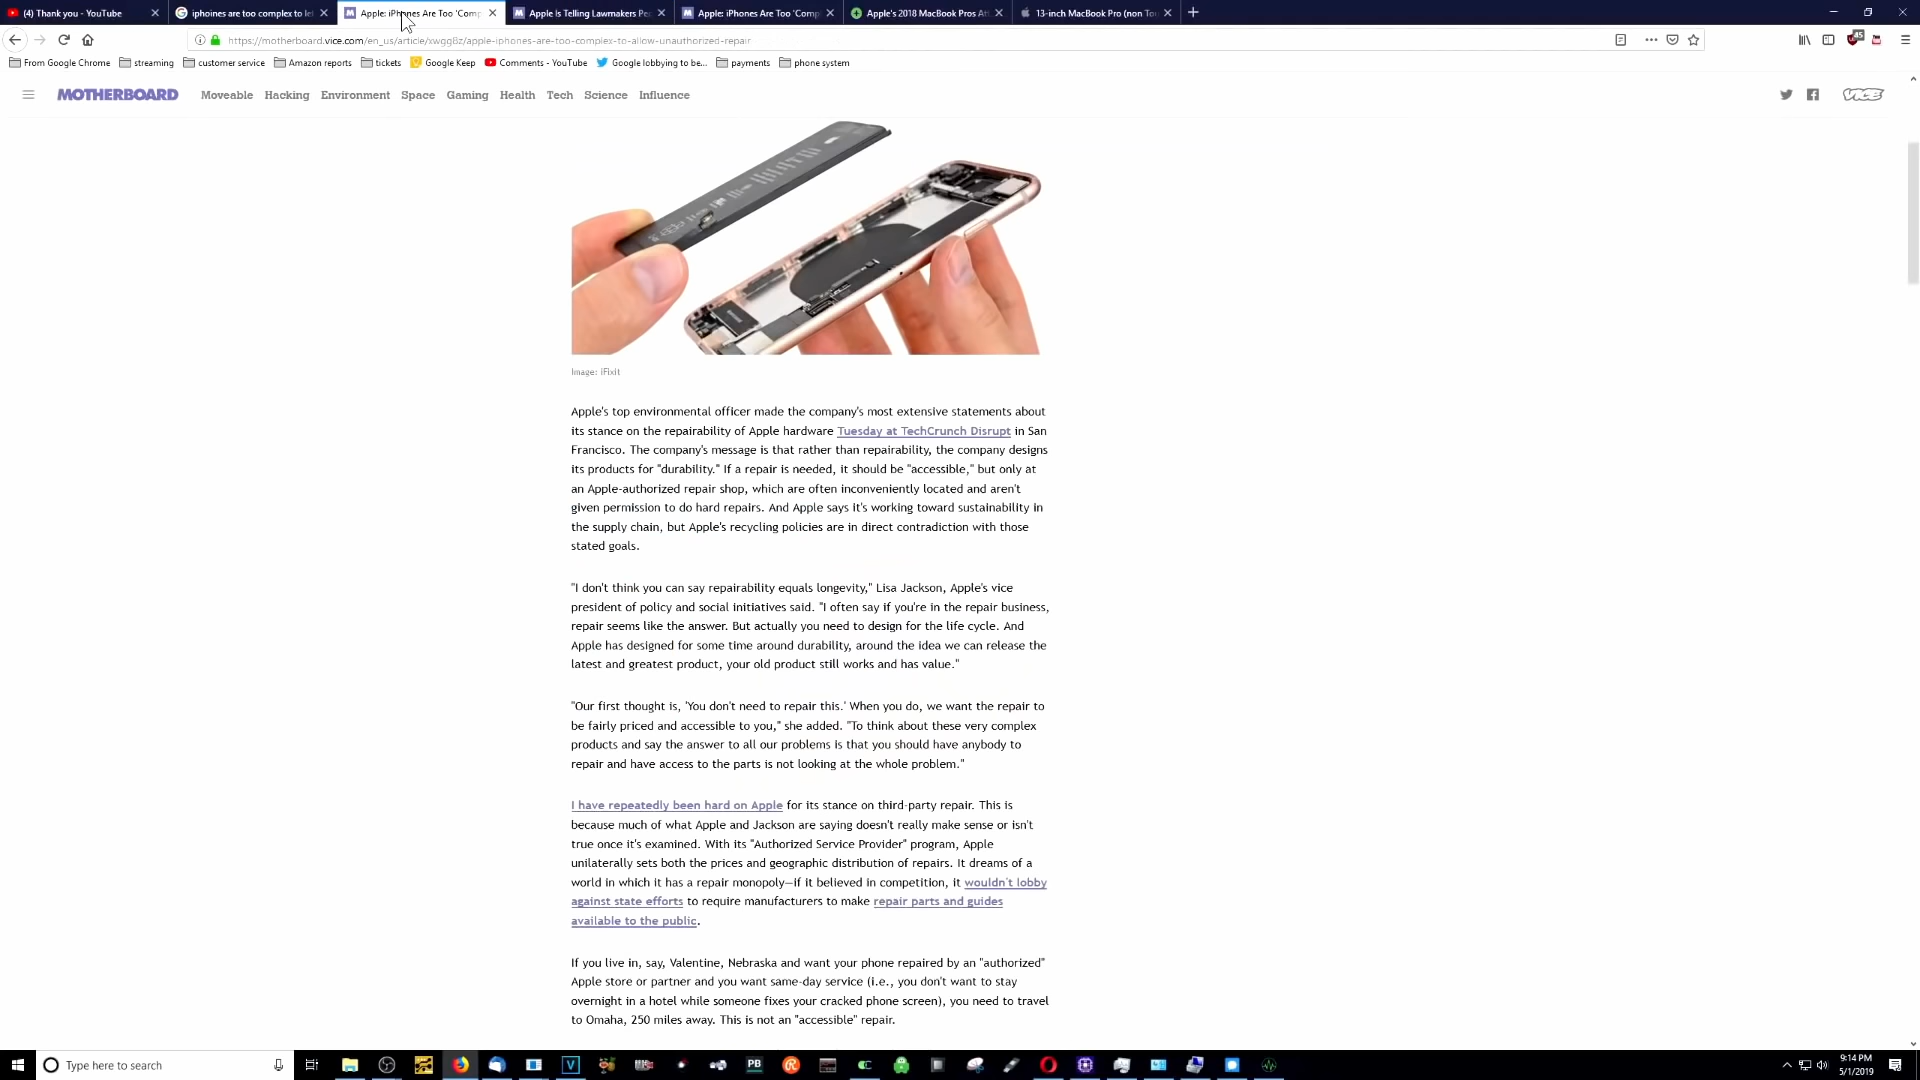 (4) Thank you - YouTube
iphoines are too complex to let
Apple: iPhones Are Too 'Comp
Apple Is Telling Lawmakers Pe
Apple: iPhones Are Too 'Comp
Apple's 2018 MacBook Pros At
13-inch MacBook Pro (non To
https://motherboard.vice.com/en_us/article/xwgg8z/apple-iphones-are-too-complex-to-allow-unauthorized-repair
45
From Google Chrome
streaming
customer service
Amazon reports
tickets
Google Keep
Comments - YouTube
Google lobbying to be...
payments
phone system
MOTHERBOARD
Moveable
Hacking
Environment
Space
Gaming
Health
Tech
Science
Influence
VICE
Image: iFixit
Apple's top environmental officer made the company's most extensive statements about
its stance on the repairability of Apple hardware Tuesday at TechCrunch Disrupt in San
Francisco. The company's message is that rather than repairability, the company designs
its products for "durability." If a repair is needed, it should be "accessible," but only at
an Apple-authorized repair shop, which are often inconveniently located and aren't
given permission to do hard repairs. And Apple says it's working toward sustainability in
the supply chain, but Apple's recycling policies are in direct contradiction with those
stated goals.
"I don't think you can say repairability equals longevity," Lisa Jackson, Apple's vice
president of policy and social initiatives said. "I often say if you're in the repair business,
repair seems like the answer. But actually you need to design for the life cycle. And
Apple has designed for some time around durability, around the idea we can release the
latest and greatest product, your old product still works and has value."
"Our first thought is, 'You don't need to repair this.' When you do, we want the repair to
be fairly priced and accessible to you," she added. "To think about these very complex
products and say the answer to all our problems is that you should have anybody to
repair and have access to the parts is not looking at the whole problem."
I have repeatedly been hard on Apple for its stance on third-party repair. This is
because much of what Apple and Jackson are saying doesn't really make sense or isn't
true once it's examined. With its "Authorized Service Provider" program, Apple
unilaterally sets both the prices and geographic distribution of repairs. It dreams of a
world in which it has a repair monopoly—if it believed in competition, it wouldn't lobby
against state efforts to require manufacturers to make repair parts and guides
available to the public.
If you live in, say, Valentine, Nebraska and want your phone repaired by an "authorized"
Apple store or partner and you want same-day service (i.e., you don't want to stay
overnight in a hotel while someone fixes your cracked phone screen), you need to travel
to Omaha, 250 miles away. This is not an "accessible" repair.
Type here to search
PB
9:14 PM
5/1/2019